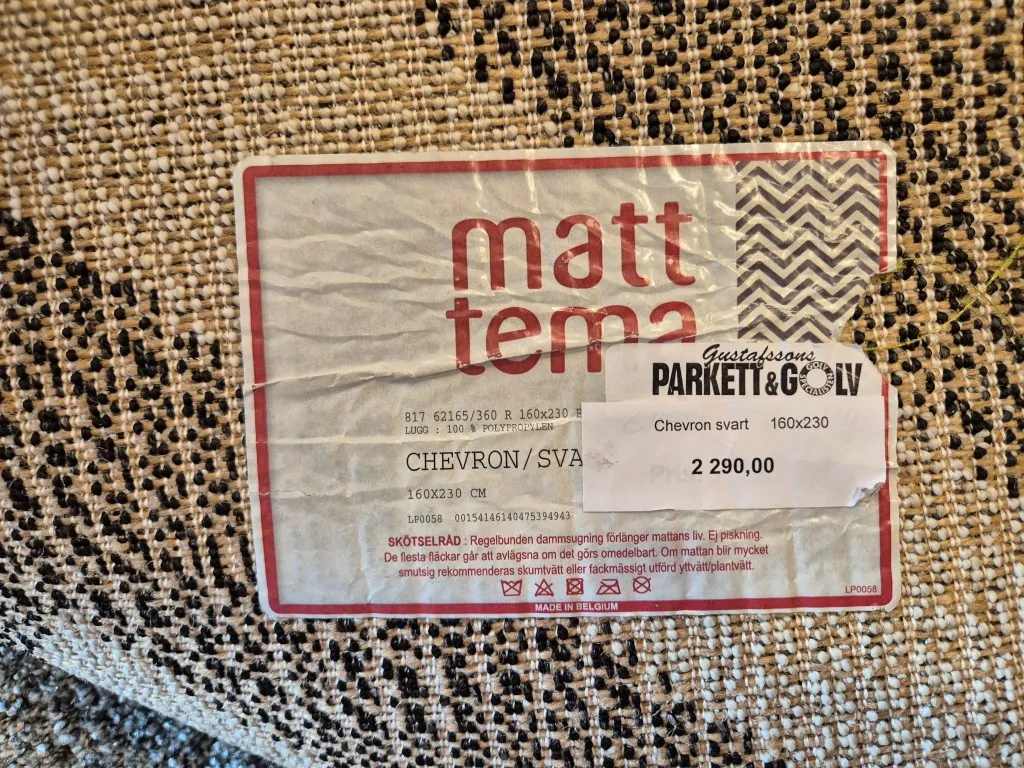 matt
tema
Gustafssons
PARKETT&GOLV
Chevron svart 160x230
2 290,00
817 62165/360 R 160x230
LUGG : 100 % POLYPROPYLEN
CHEVRON/SVA
160X230 CM
LP0058 00154146140475394943
SKÖTSELRÅD : Regelbunden dammsugning förlänger mattans liv. Ej piskning.
De flesta fläckar går att avlägsna om det görs omedelbart. Om mattan blir mycket
smutsig rekommenderas skumtvätt eller fackmässigt utförd yttvätt/plantvätt.
LP0058
MADE IN BELGIUM